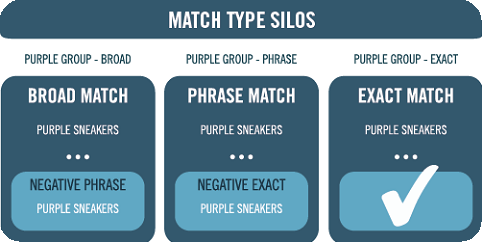 MATCH TYPE SILOS
PURPLE GROUP - BROAD
BROAD MATCH
PURPLE SNEAKERS
...
NEGATIVE PHRASE
PURPLE SNEAKERS
PURPLE GROUP - PHRASE
PHRASE MATCH
PURPLE SNEAKERS
...
NEGATIVE EXACT
PURPLE SNEAKERS
PURPLE GROUP - EXACT
EXACT MATCH
PURPLE SNEAKERS
...